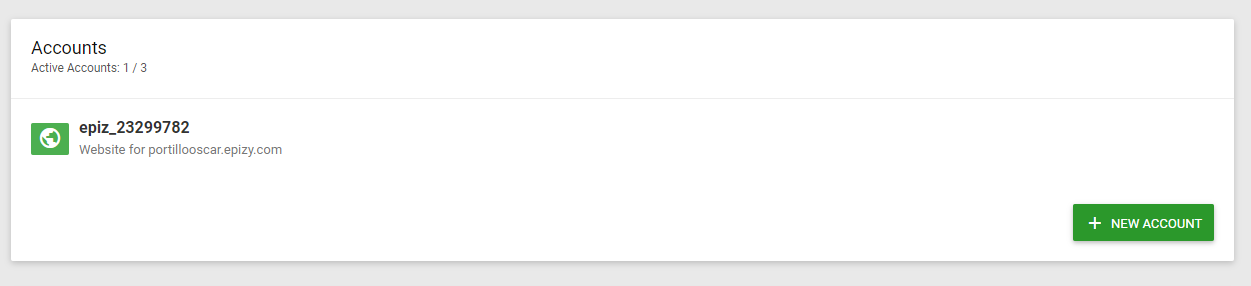 Accounts
Active Accounts: 1 / 3
epiz_23299782
Website for portillooscar.epizy.com
NEW ACCOUNT